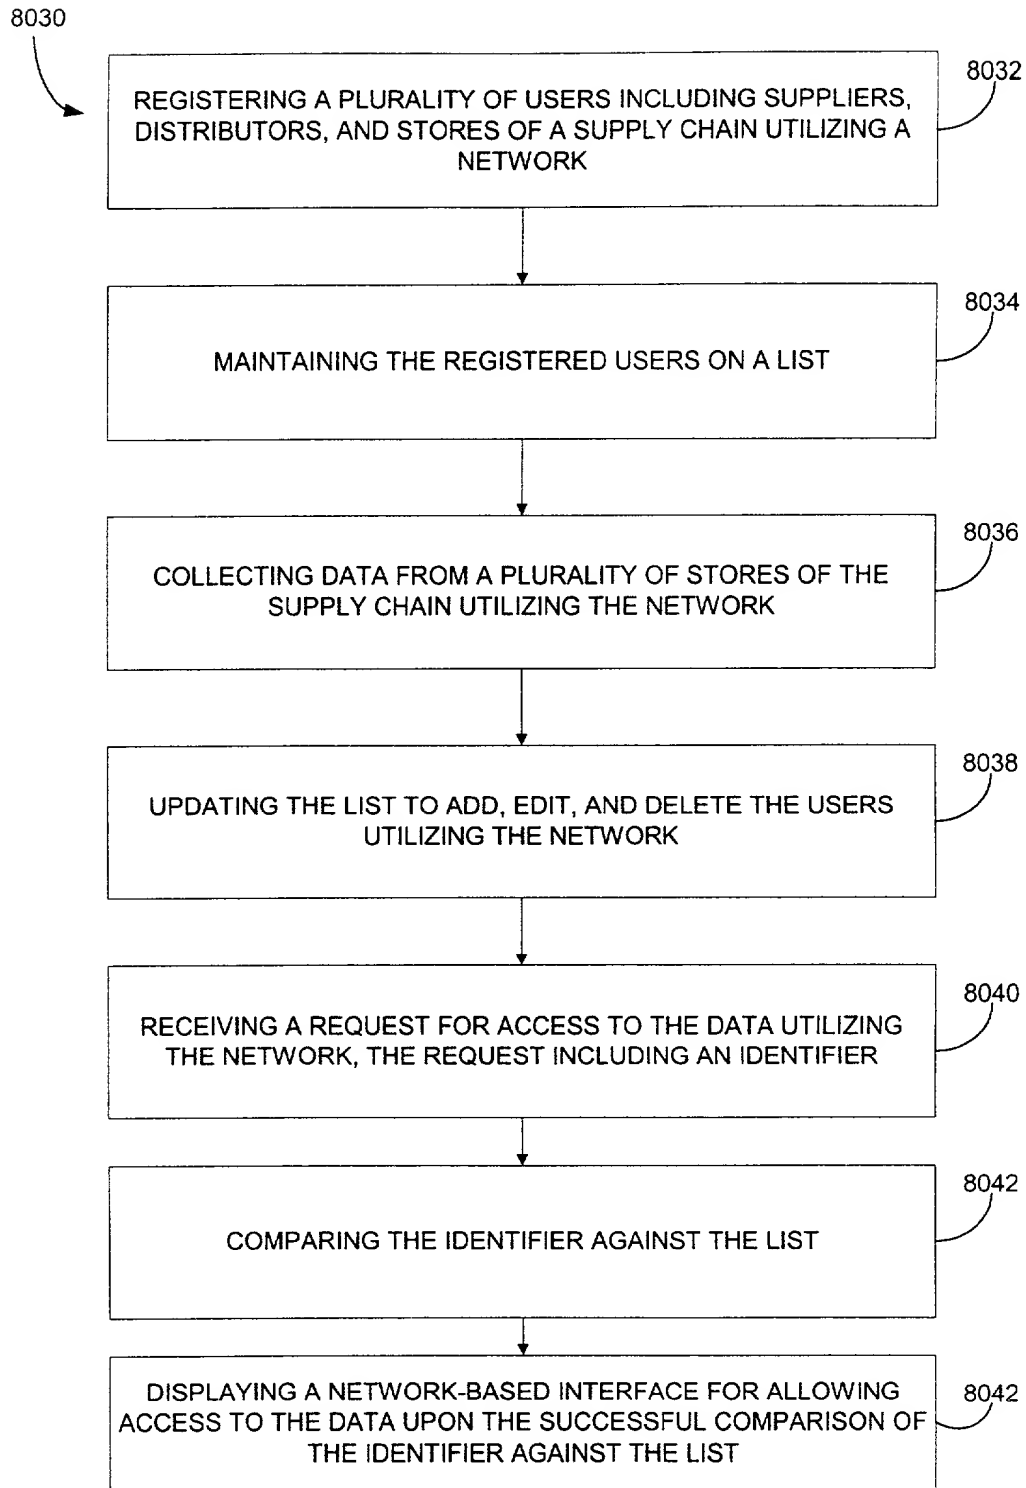 8030
8032
REGISTERING A PLURALITY OF USERS INCLUDING SUPPLIERS,
DISTRIBUTORS, AND STORES OF A SUPPLY CHAIN UTILIZING A
NETWORK
8034
MAINTAINING THE REGISTERED USERS ON A LIST
8036
COLLECTING DATA FROM A PLURALITY OF STORES OF THE
SUPPLY CHAIN UTILIZING THE NETWORK
8038
UPDATING THE LIST TO ADD, EDIT, AND DELETE THE USERS
UTILIZING THE NETWORK
8040
RECEIVING A REQUEST FOR ACCESS TO THE DATA UTILIZING
THE NETWORK, THE REQUEST INCLUDING AN IDENTIFIER
8042
COMPARING THE IDENTIFIER AGAINST THE LIST
8042
DISPLAYING A NETWORK-BASED INTERFACE FOR ALLOWING
ACCESS TO THE DATA UPON THE SUCCESSFUL COMPARISON OF
THE IDENTIFIER AGAINST THE LIST